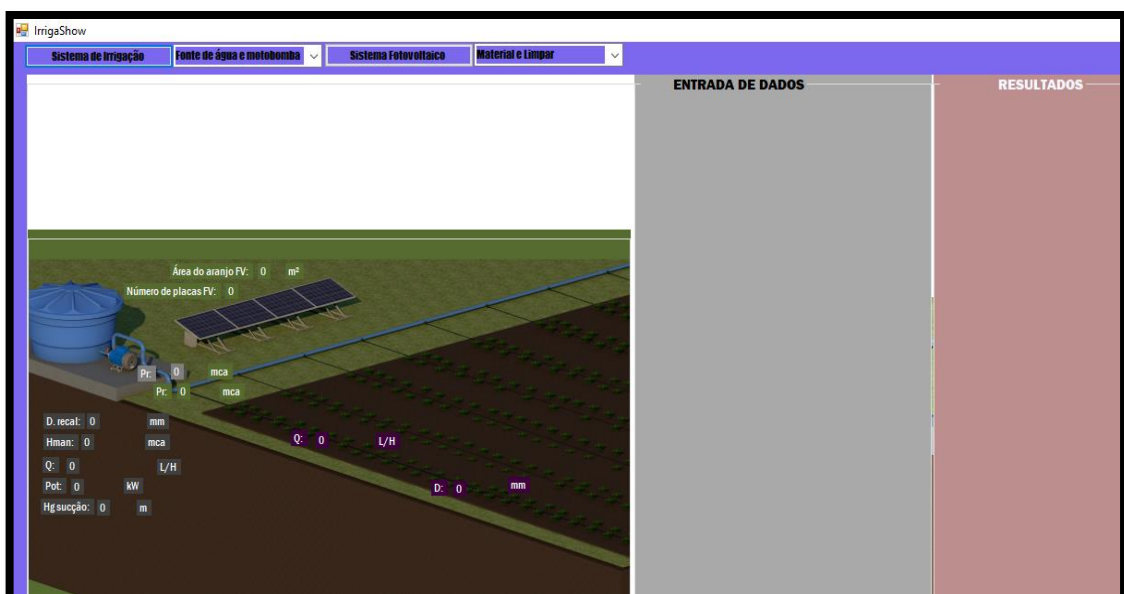 IrrigaShow
Sistema de Irrigação Fonte de água e motobomba Sistema Fotovoltaico Material e Limpar
ENTRADA DE DADOS RESULTADOS
Área do aranjo FV: 0 m²
Número de placas FV: 0
Pr: 0 mca
Pr: 0 mca
D. recal: 0 mm
Hman: 0 mca
Q: 0 L/H
Q: 0 L/H
Pot: 0 kW
D: 0 mm
Hg sucção: 0 m